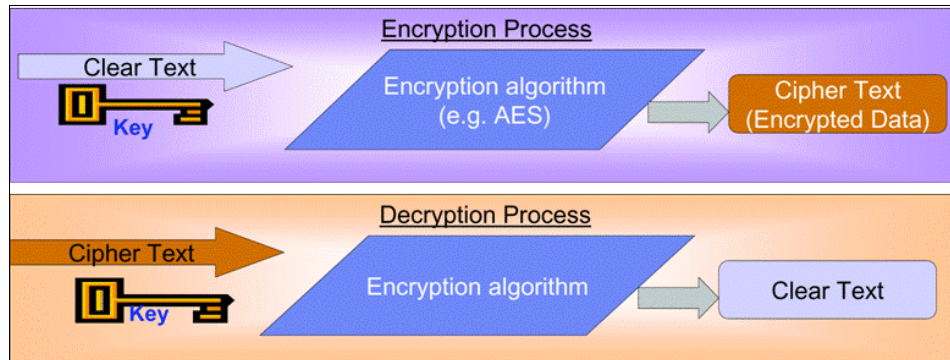 Encryption Process
Clear Text
Key
Encryption algorithm
(e.g. AES)
Cipher Text
(Encrypted Data)
Decryption Process
Cipher Text
Key
Encryption algorithm
Clear Text